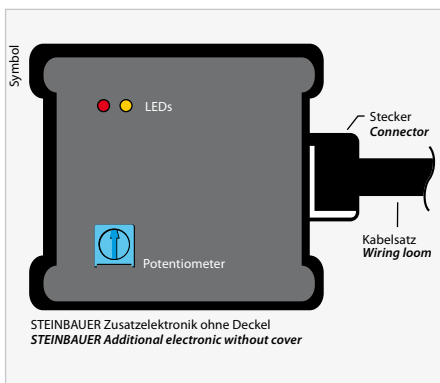 Symbol
LEDs
Stecker
Connector
Kabelsatz
Wiring loom
Potentiometer
STEINBAUER Zusatzelektronik ohne Deckel
STEINBAUER Additional electronic without cover